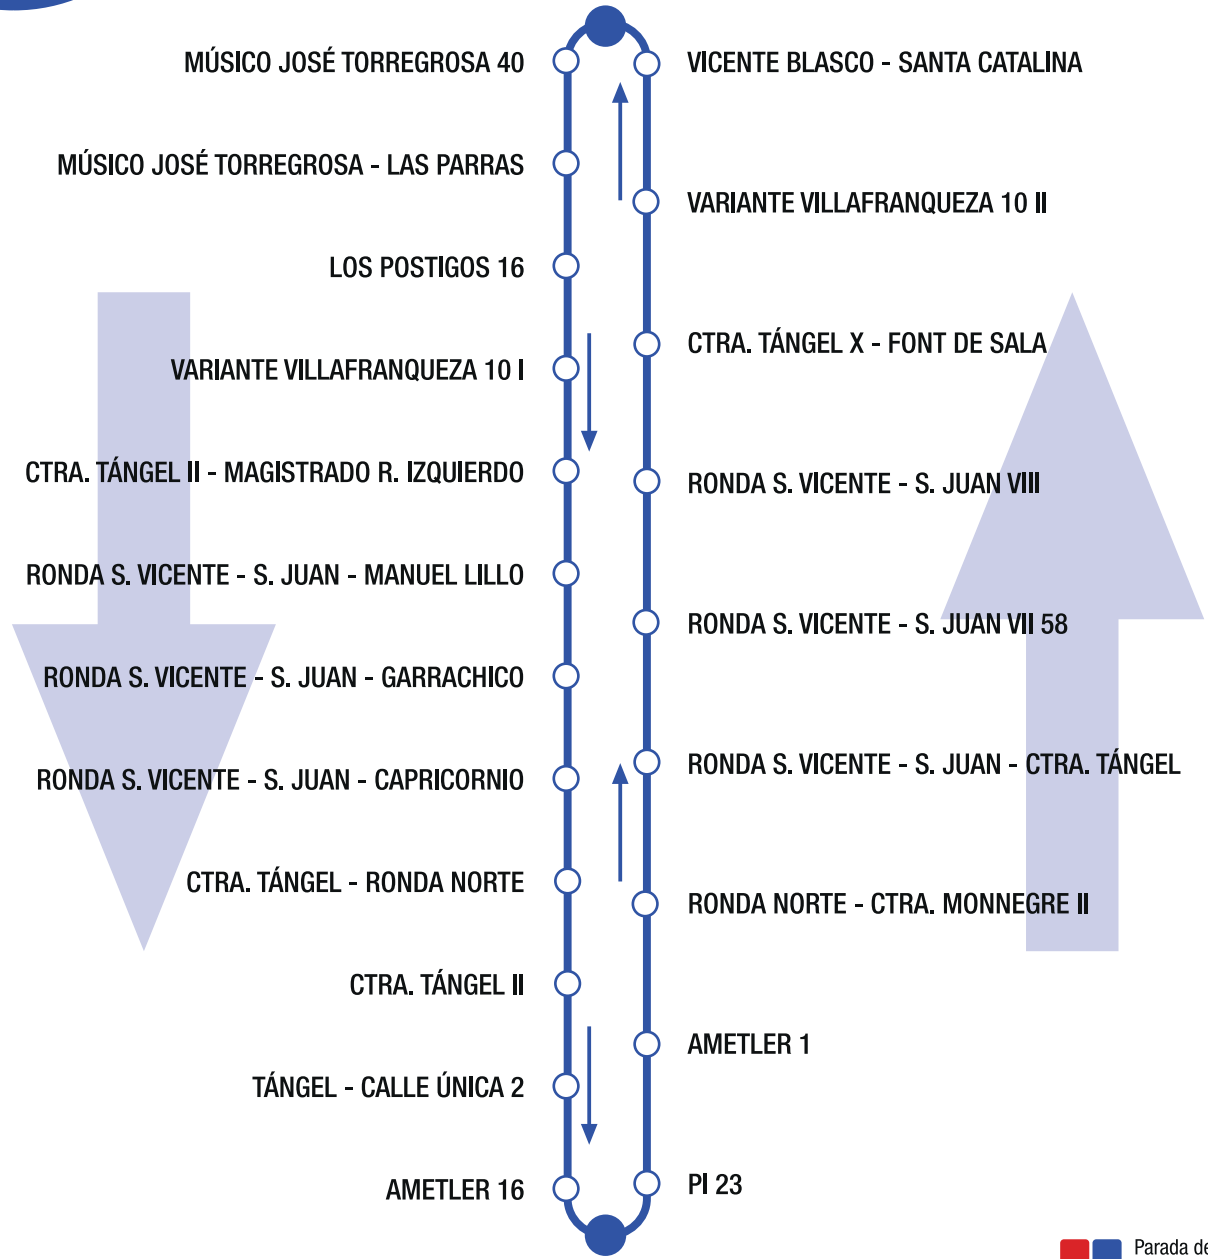 MÚSICO JOSÉ TORREGROSA 40
MÚSICO JOSÉ TORREGROSA - LAS PARRAS
LOS POSTIGOS 16
VARIANTE VILLAFRANQUEZA 10 I
CTRA. TÁNGEL II - MAGISTRADO R. IZQUIERDO
RONDA S. VICENTE - S. JUAN - MANUEL LILLO
RONDA S. VICENTE - S. JUAN - GARRACHICO
RONDA S. VICENTE - S. JUAN - CAPRICORNIO
CTRA. TÁNGEL - RONDA NORTE
CTRA. TÁNGEL II
TÁNGEL - CALLE ÚNICA 2
AMETLER 16
VICENTE BLASCO - SANTA CATALINA
VARIANTE VILLAFRANQUEZA 10 II
CTRA. TÁNGEL X - FONT DE SALA
RONDA S. VICENTE - S. JUAN VIII
RONDA S. VICENTE - S. JUAN VII 58
RONDA S. VICENTE - S. JUAN - CTRA. TÁNGEL
RONDA NORTE - CTRA. MONNEGRE II
AMETLER 1
PI 23
Parada de